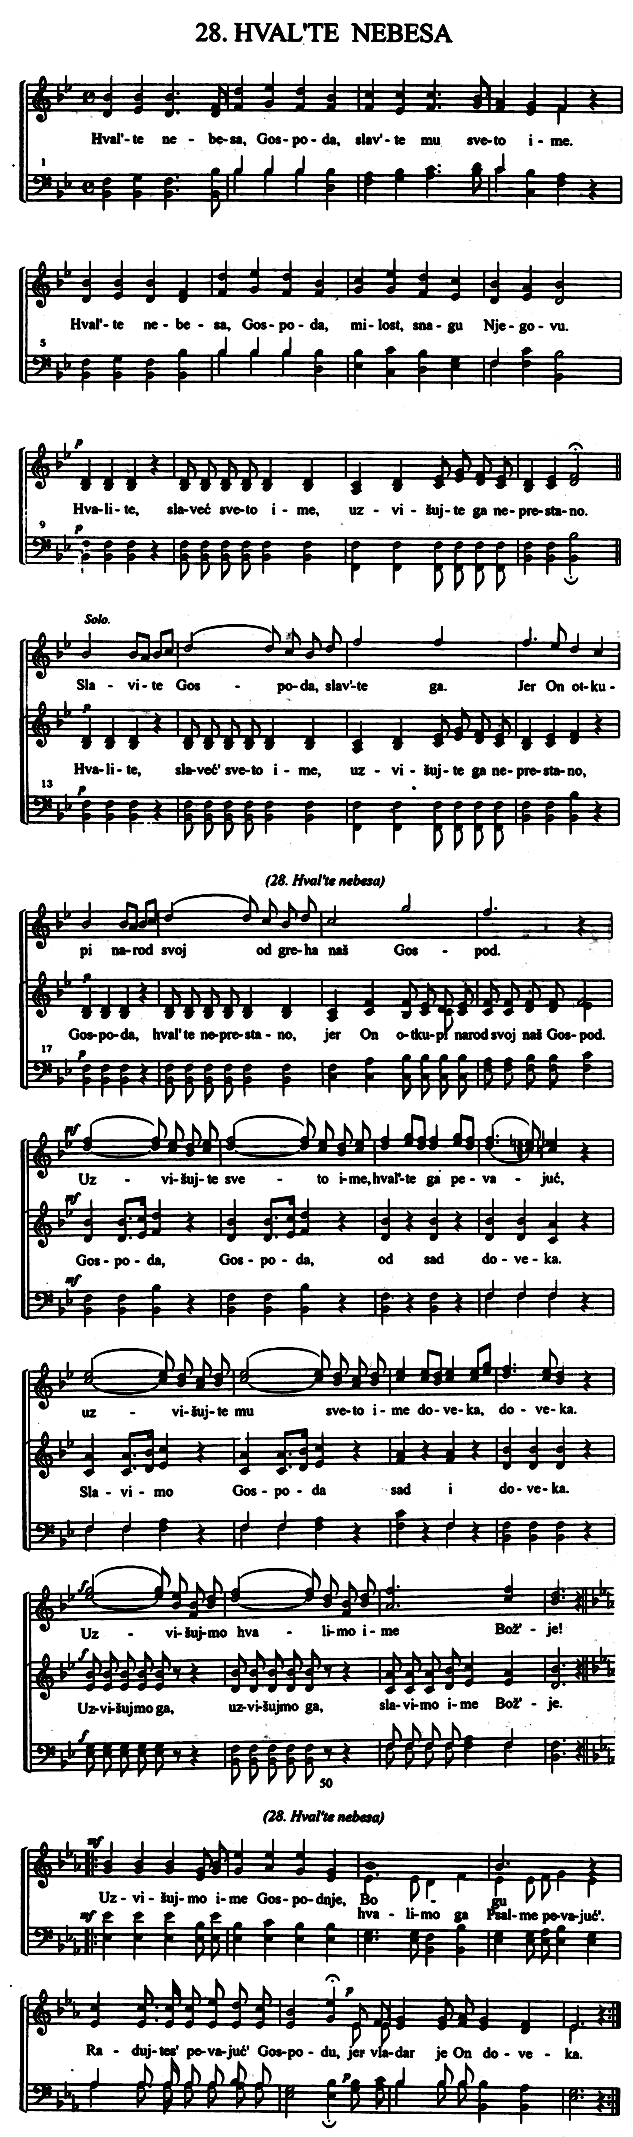 28. HVAL'TE NEBESA
Hval'-te ne - be-sa, Gos-po-da, slav'-te mu sve-to i - me.
1
Hval'-te ne - be - sa, Gos-po-da, mi-lost, sna-gu Nje-go-vu.
5
p
Hva-li-te, sla-već sve-to i - me, uz - vi - šuj-te ga ne-pre-sta-no.
9
p
Solo.
Sla - vi-te Gos - po-da, slav'-te ga. Jer On ot-ku -
p
Hva-li-te, sla-već' sve-to i - me, uz - vi - šuj-te ga ne-pre-sta-no,
13
p
(28. Hval'te nebesa)
pi na-rod svoj od gre-ha naš Gos - pod.
p
Gos-po-da, hval'te ne-pre-sta - no, jer On o-tku-pi narod svoj naš Gos-pod.
17
p
mf
Uz - vi-šuj-te sve - to i-me, hval'-te ga pe-va - juć,
mf
Gos-po-da, Gos-po-da, od sad do-ve-ka.
mf
uz - vi-šuj-te mu sve-to i-me do-ve-ka, do - ve-ka.
Sla - vi - mo Gos-po-da sad i do-ve-ka.
f
Uz - vi-šuj-mo hva - li-mo i-me Bož' - je!
f
Uz-vi-šujmo ga, uz-vi-šujmo ga, sla-vi-mo i-me Bož' - je.
f
50
(28. Hval'te nebesa)
mf
Uz - vi - šuj-mo i-me Gos-po-dnje, Bo - gu
hva - li-mo ga Psal-me pe-va-juć'.
mf
p
Ra - duj-tes' pe-va-juć' Gos-po-du, jer vla-dar je On do - ve - ka.
p